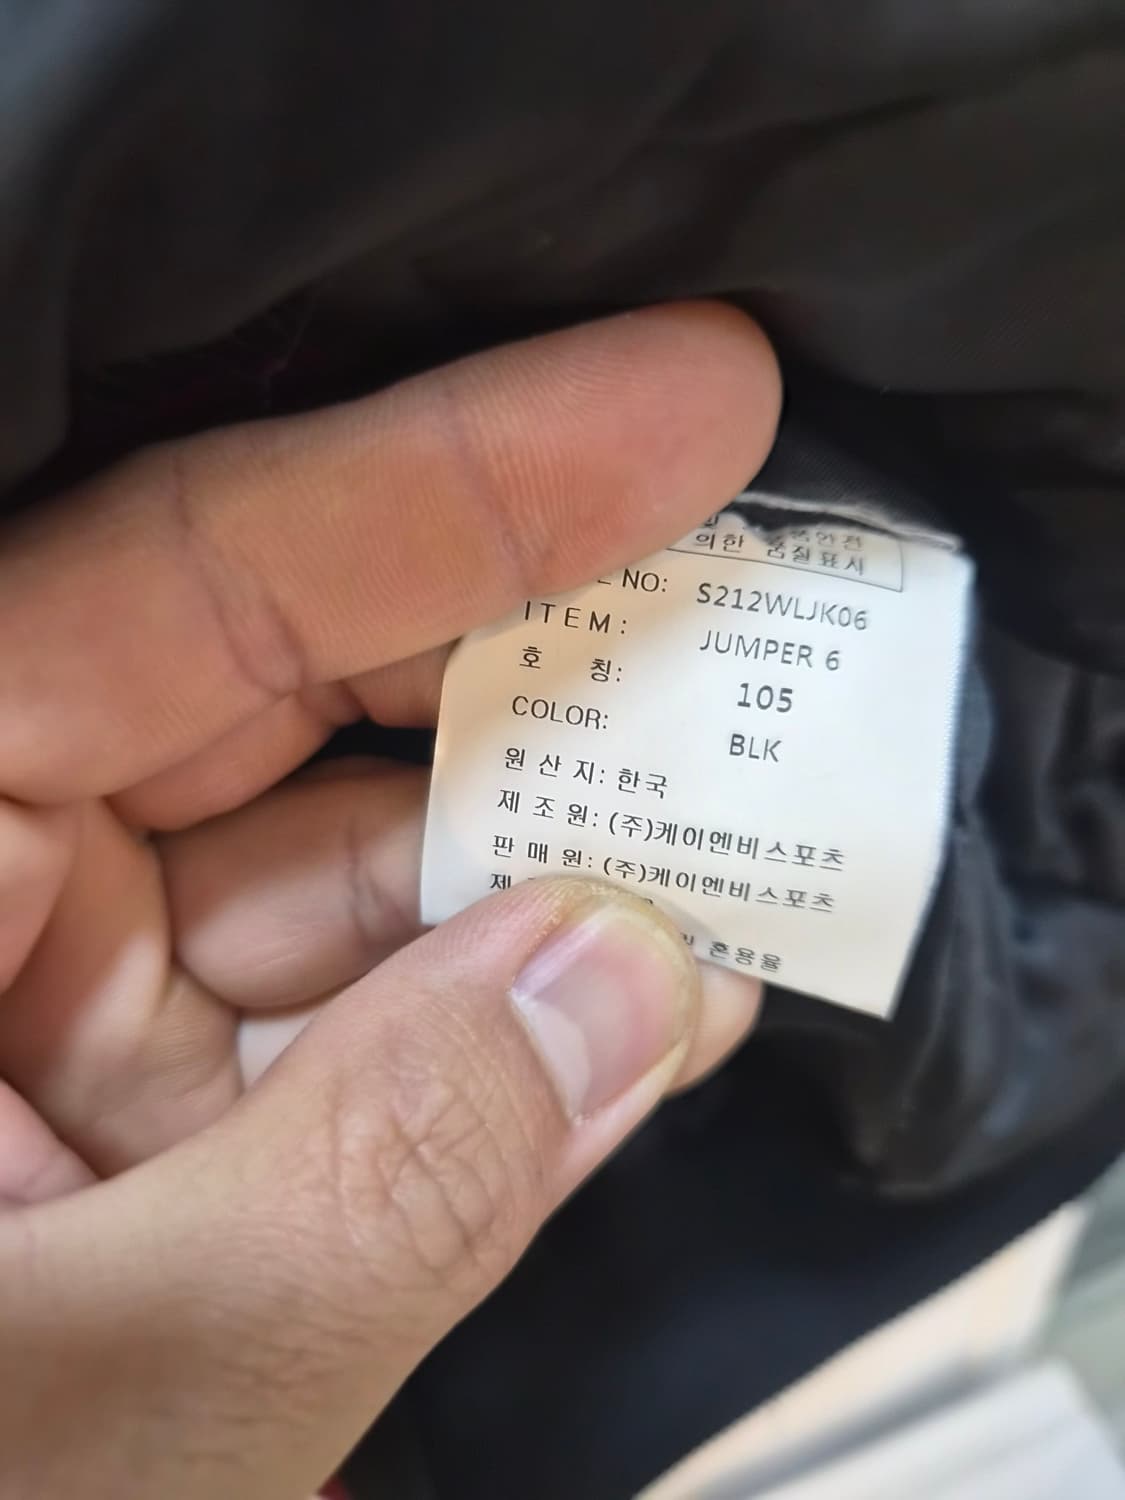 의한 품질표시
NO: S212WLJK06
ITEM: JUMPER 6
호 칭: 105
COLOR: BLK
원 산 지: 한국
제 조 원: (주)케이엔비스포츠
판 매 원: (주)케이엔비스포츠
제
혼용율